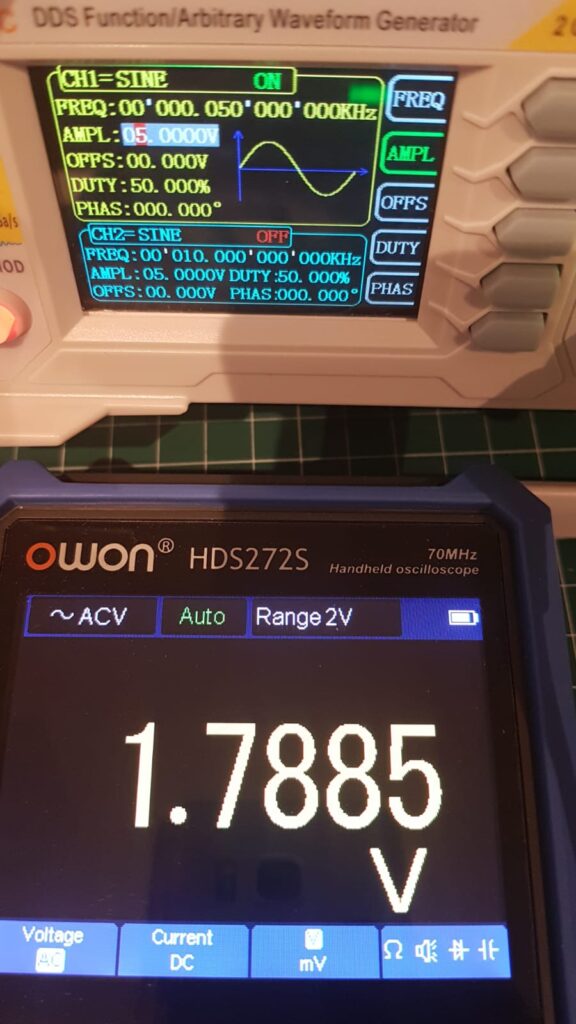 DDS Function/Arbitrary Waveform Generator
CH1=SINE ON
FREQ:00'000.050'000'000KHz
AMPL:05.0000V
OFFS:00.000V
DUTY:50.000%
PHAS:000.000°
FREQ
AMPL
OFFS
DUTY
PHAS
CH2=SINE OFF
FREQ:00'010.000'000'000KHz
AMPL:05.0000V DUTY:50.000%
OFFS:00.000V PHAS:000.000°
owon® HDS272S
70MHz
Handheld oscilloscope
~ACV Auto Range 2V
1.7885
V
Voltage
AC
Current
DC
V
mV
Ω